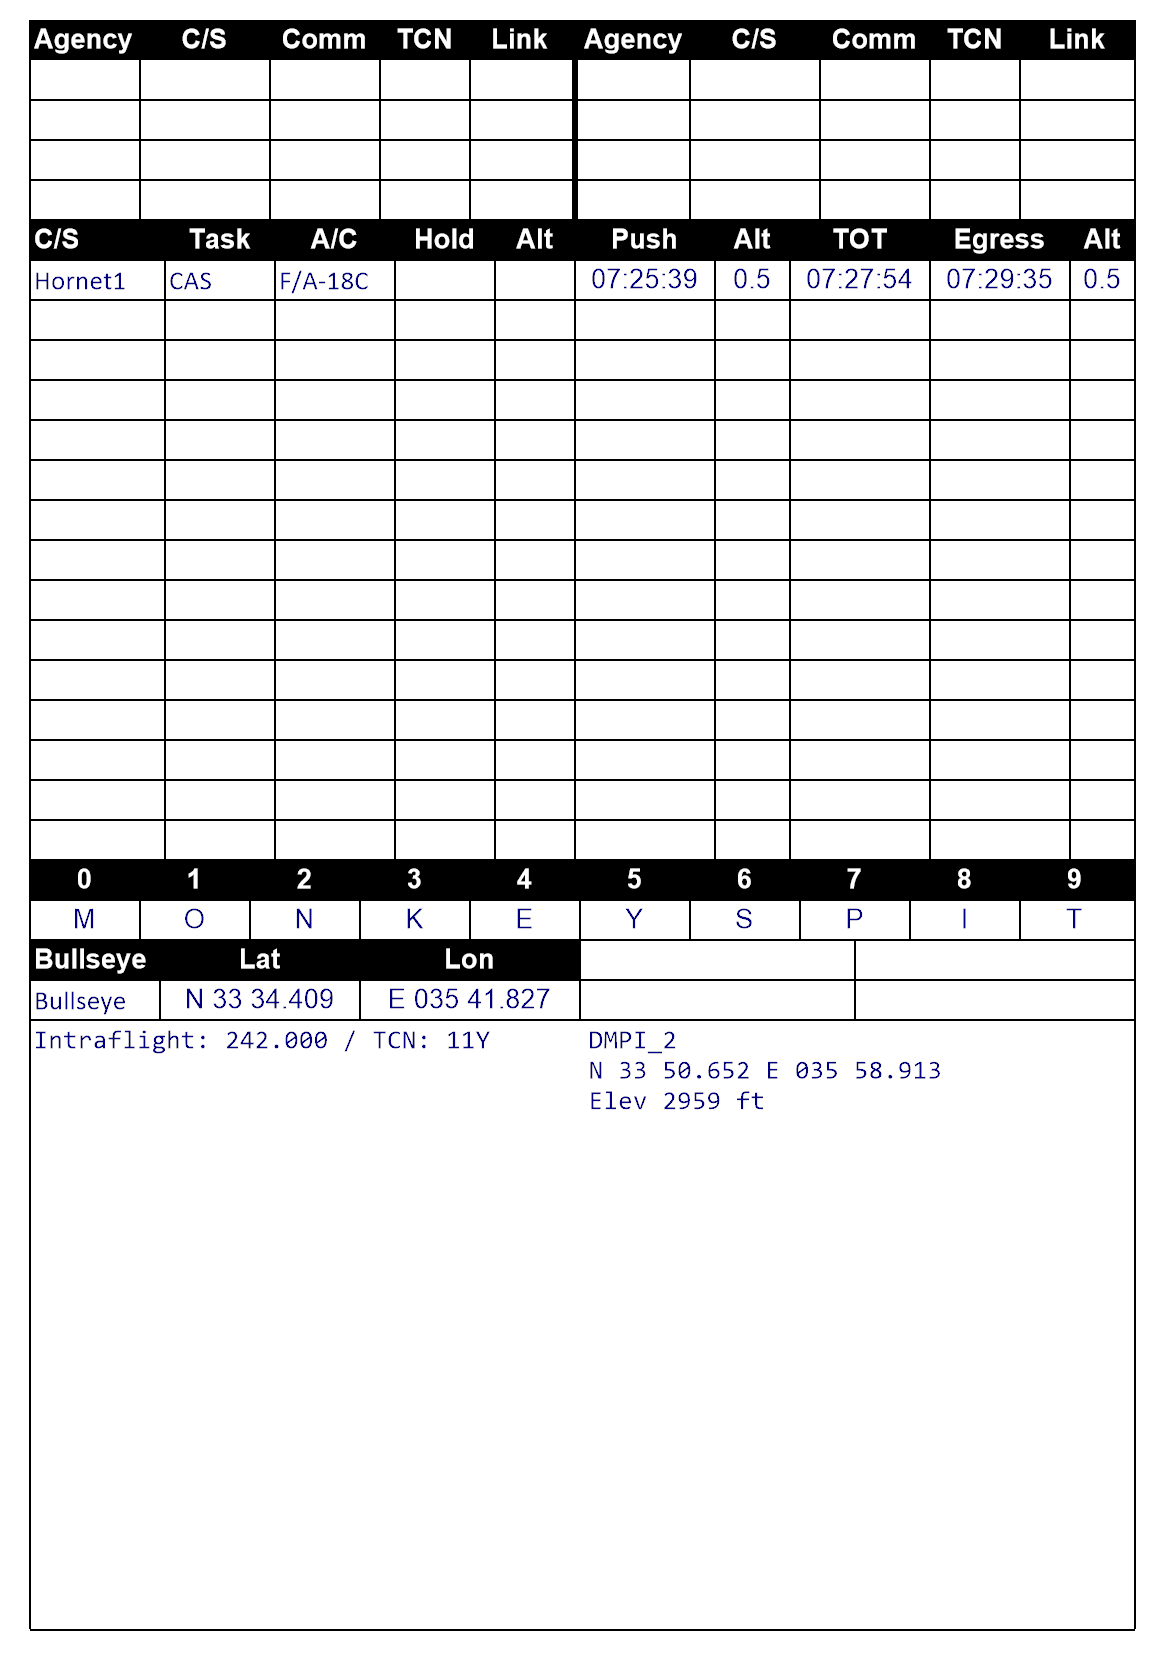 Agency C/S Comm TCN Link Agency C/S Comm TCN Link
C/S Task A/C Hold Alt Push Alt TOT Egress Alt
Hornet1 CAS F/A-18C 07:25:39 0.5 07:27:54 07:29:35 0.5
0 1 2 3 4 5 6 7 8 9
M O N K E Y S P I T
Bullseye Lat Lon
Bullseye N 33 34.409 E 035 41.827
Intraflight: 242.000 / TCN: 11Y
DMPI_2
N 33 50.652 E 035 58.913
Elev 2959 ft